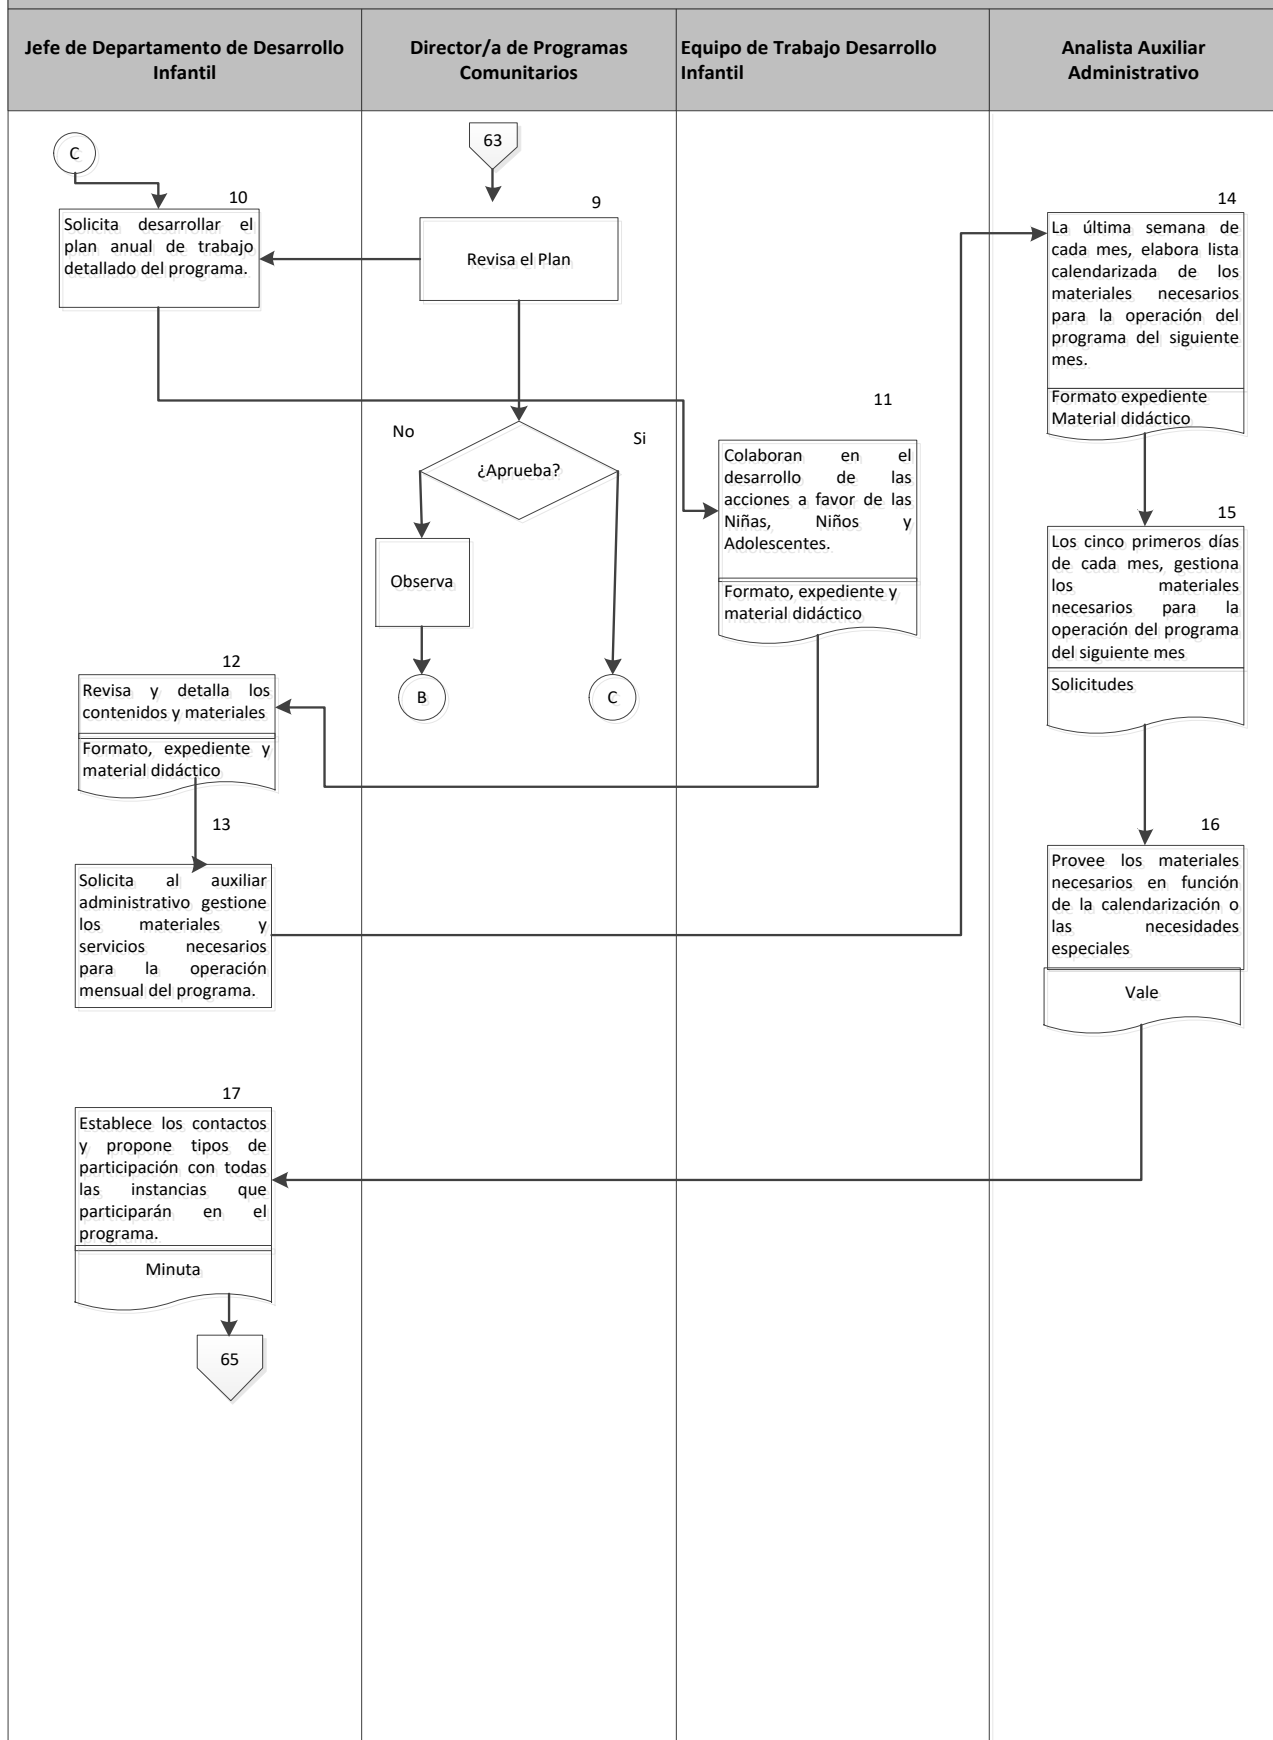 Jefe de Departamento de Desarrollo
Infantil
Director/a de Programas
Comunitarios
Equipo de Trabajo Desarrollo
Infantil
Analista Auxiliar
Administrativo
C
10
Solicita desarrollar el
plan anual de trabajo
detallado del programa.
63
9
Revisa el Plan
¿Aprueba?
No
Si
Observa
B
C
11
Colaboran en el
desarrollo de las
acciones a favor de las
Niñas, Niños y
Adolescentes.
Formato, expediente y
material didáctico
12
Revisa y detalla los
contenidos y materiales
Formato, expediente y
material didáctico
13
Solicita al auxiliar
administrativo gestione
los materiales y
servicios necesarios
para la operación
mensual del programa.
14
La última semana de
cada mes, elabora lista
calendarizada de los
materiales necesarios
para la operación del
programa del siguiente
mes.
Formato expediente
Material didáctico
15
Los cinco primeros días
de cada mes, gestiona
los materiales
necesarios para la
operación del programa
del siguiente mes
Solicitudes
16
Provee los materiales
necesarios en función
de la calendarización o
las necesidades
especiales
Vale
17
Establece los contactos
y propone tipos de
participación con todas
las instancias que
participarán en el
programa.
Minuta
65